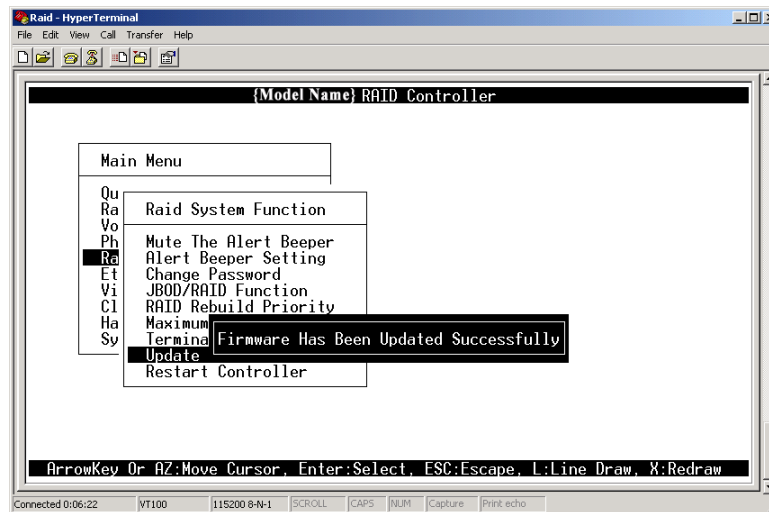 Raid - HyperTerminal
File Edit View Call Transfer Help
{Model Name} RAID Controller
Main Menu
Qu
Ra
Vo
Ph
Ra
Et
Vi
Cl
Ha
Sy
Raid System Function
Mute The Alert Beeper
Alert Beeper Setting
Change Password
JBOD/RAID Function
RAID Rebuild Priority
Maximum
Termina
Update
Restart Controller
Firmware Has Been Updated Successfully
ArrowKey Or AZ:Move Cursor, Enter:Select, ESC:Escape, L:Line Draw, X:Redraw
Connected 0:06:22 VT100 115200 8-N-1 SCROLL CAPS NUM Capture Print echo